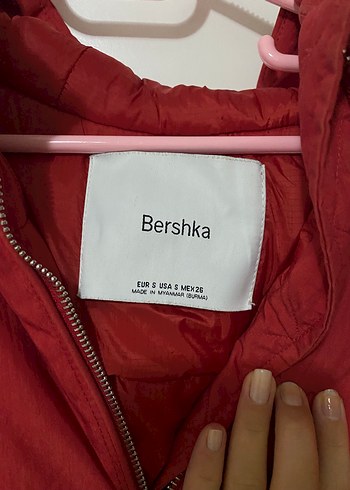 Bershka
EUR S USA S MEX 26
MADE IN MYANMAR (BURMA)